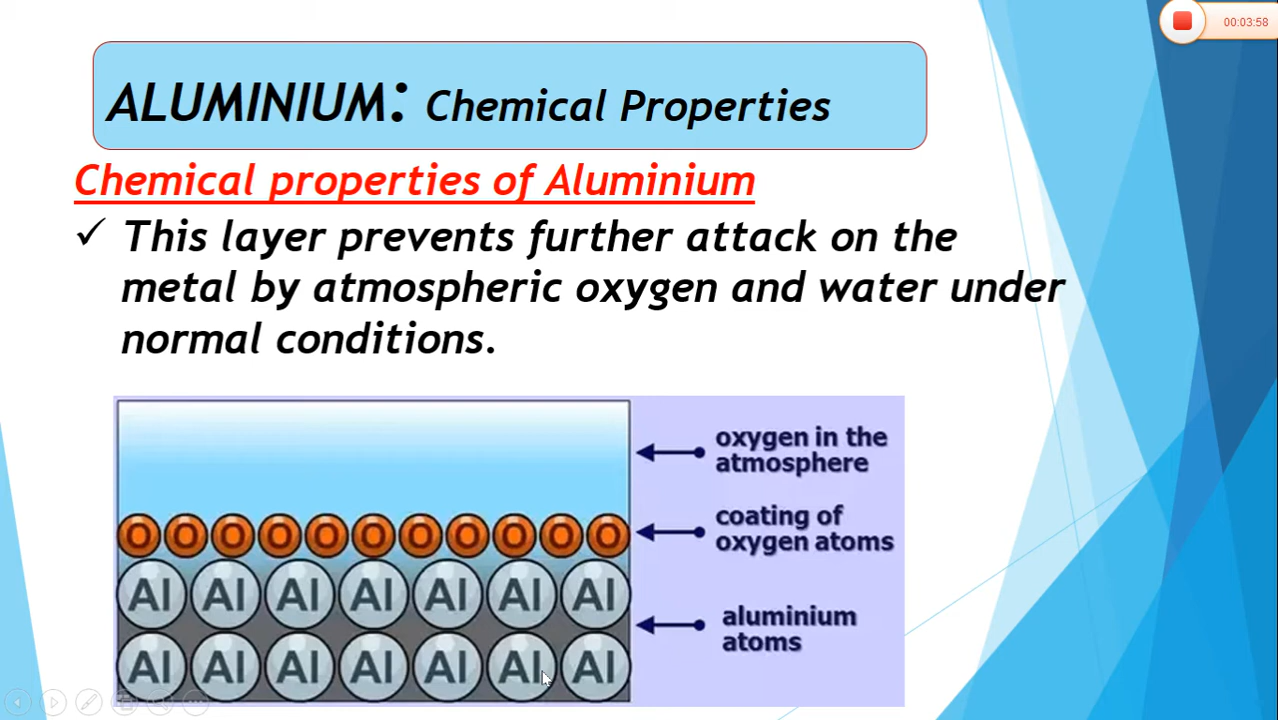 00:03:58
ALUMINIUM: Chemical Properties
Chemical properties of Aluminium
✓ This layer prevents further attack on the
metal by atmospheric oxygen and water under
normal conditions.
oxygen in the
atmosphere
O O O O O O O O O O O
coating of
oxygen atoms
Al Al Al Al Al Al Al
aluminium
atoms
Al Al Al Al Al Al Al